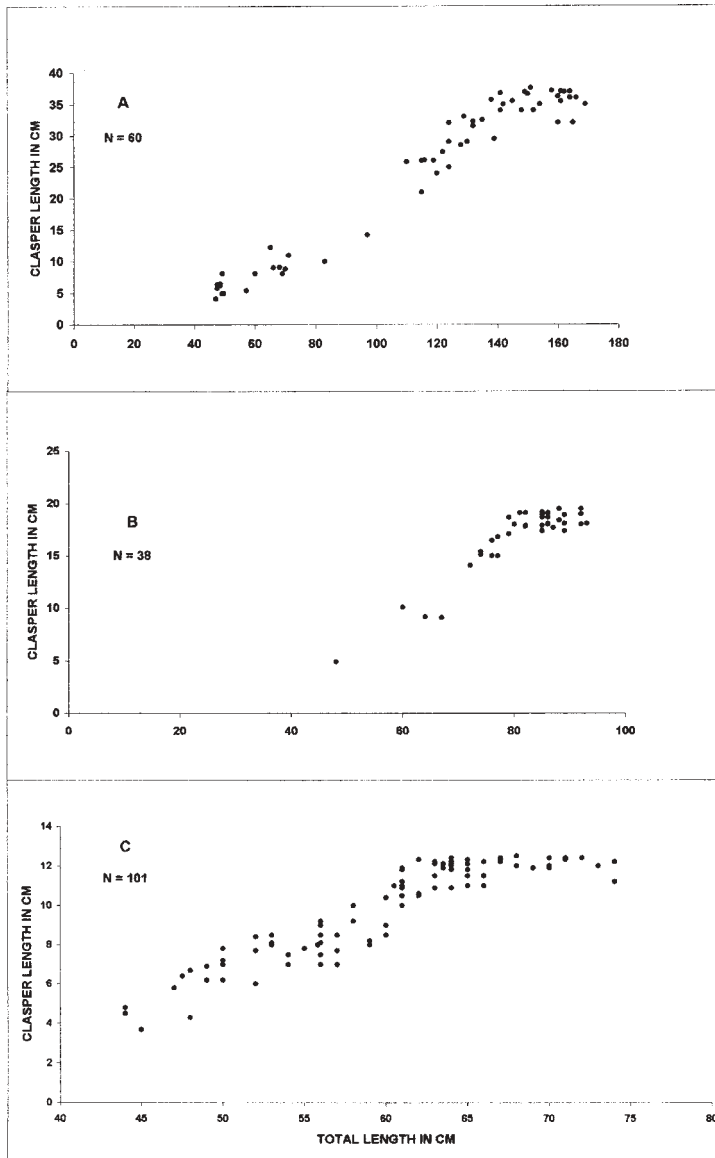 40
35
30
25
20
15
10
5
0
CLASPER LENGTH IN CM
A
N = 60
0 20 40 60 80 100 120 140 160 180
25
20
15
10
5
0
CLASPER LENGTH IN CM
B
N = 38
0 20 40 60 80 100
14
12
10
8
6
4
2
0
CLASPER LENGTH IN CM
C
N = 101
40 45 50 55 60 65 70 75 80
TOTAL LENGTH IN CM